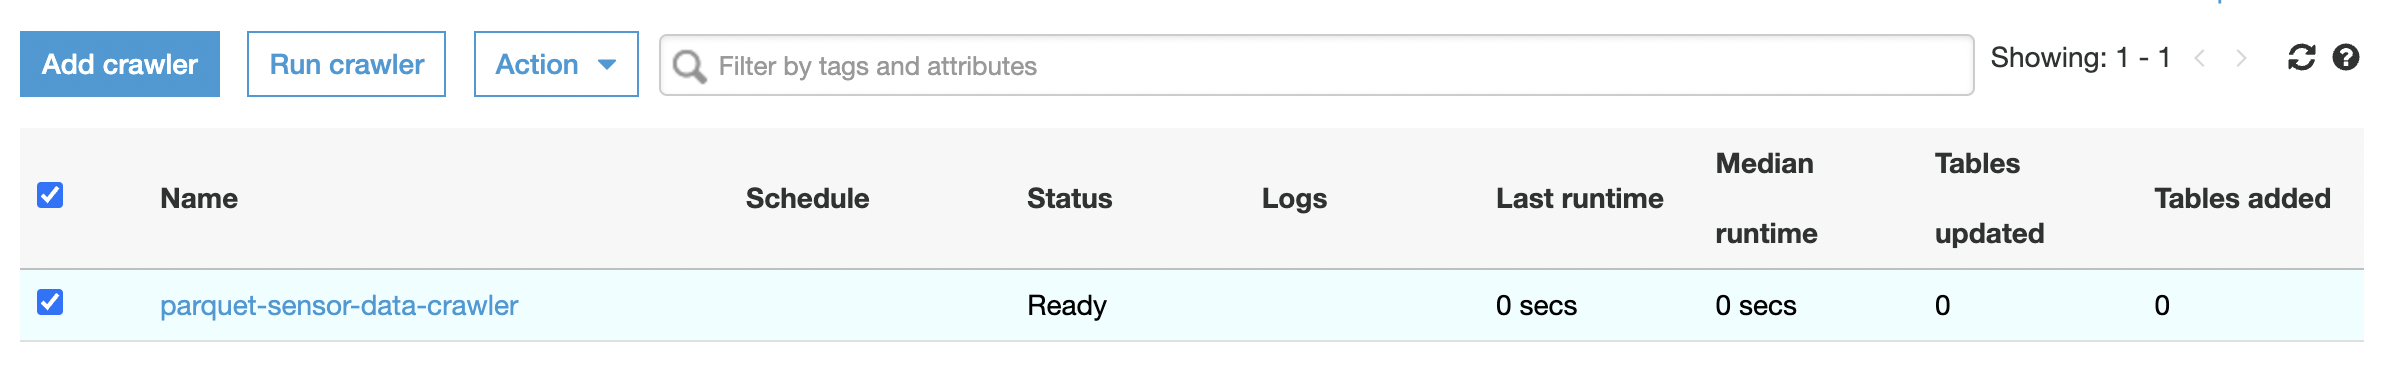 Add crawler Run crawler Action Filter by tags and attributes Showing: 1 - 1
Name Schedule Status Logs Last runtime Median runtime Tables updated Tables added
parquet-sensor-data-crawler Ready 0 secs 0 secs 0 0